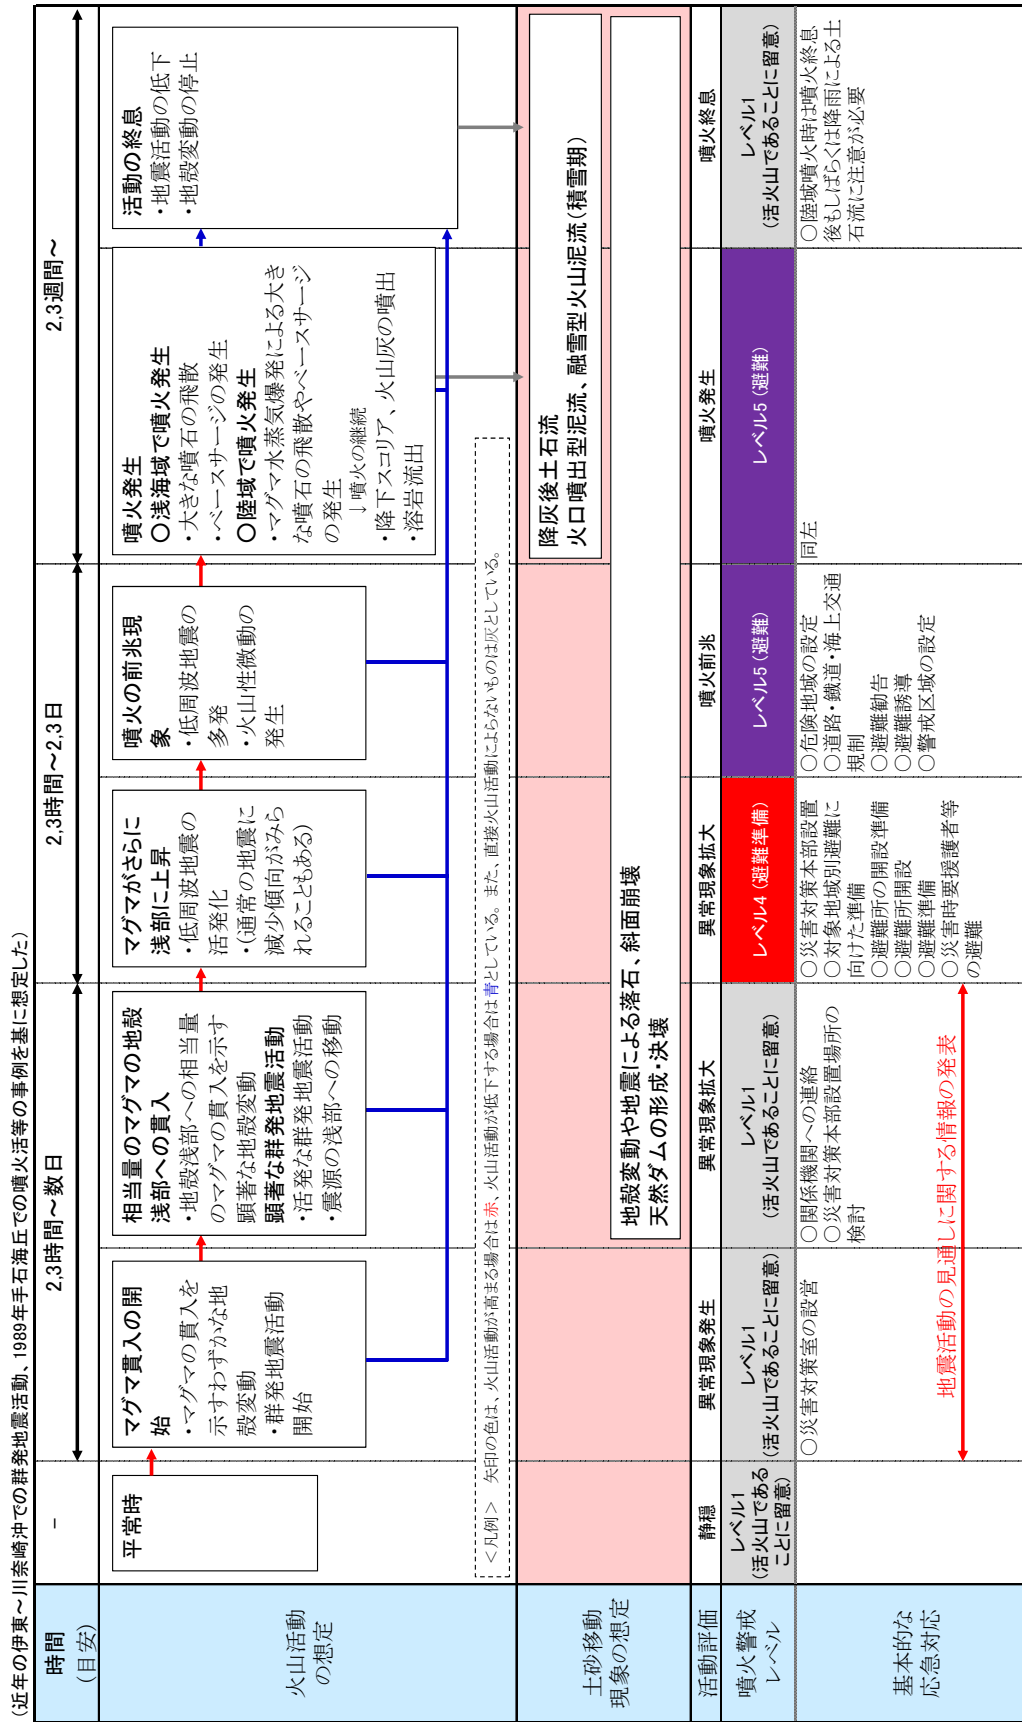 (近年の伊東～川奈崎沖での群発地震活動、1989年手石海丘での噴火活等の事例を基に想定した)
時間
(目安)
－
2,3時間～数日
2,3時間～2,3日
2,3週間～
火山活動
の想定
平常時
マグマ貫入の開
始
・マグマの貫入を
示すわずかな地
殻変動
・群発地震活動
開始
相当量のマグマの地殻
浅部への貫入
・地殻浅部への相当量
のマグマの貫入を示す
顕著な地殻変動
顕著な群発地震活動
・活発な群発地震活動
・震源の浅部への移動
マグマがさらに
浅部に上昇
・低周波地震の
活発化
・(通常の地震に
減少傾向がみら
れることもある)
噴火の前兆現
象
・低周波地震の
多発
・火山性微動の
発生
噴火発生
○浅海域で噴火発生
・大きな噴石の飛散
・ベースサージの発生
○陸域で噴火発生
・マグマ水蒸気爆発による大き
な噴石の飛散やベースサージ
の発生
↓噴火の継続
・降下スコリア、火山灰の噴出
・溶岩流出
活動の終息
・地震活動の低下
・地殻変動の停止
＜凡例＞ 矢印の色は、火山活動が高まる場合は赤、火山活動が低下する場合は青としている。また、直接火山活動によらないものは灰としている。
土砂移動
現象の想定
降灰後土石流
火口噴出型泥流、融雪型火山泥流(積雪期)
地殻変動や地震による落石、斜面崩壊
天然ダムの形成・決壊
活動評価
静穏
異常現象発生
異常現象拡大
異常現象拡大
噴火前兆
噴火発生
噴火終息
噴火警戒
レベル
レベル1
(活火山である
ことに留意)
レベル1
(活火山であることに留意)
レベル1
(活火山であることに留意)
レベル4(避難準備)
レベル5(避難)
レベル5(避難)
レベル1
(活火山であることに留意)
基本的な
応急対応
○災害対策室の設営
○関係機関への連絡
○災害対策本部設置場所の
検討
○災害対策本部設置
○対象地域別避難に
向けた準備
○避難所の開設準備
○避難所開設
○避難準備
○災害時要援護者等
の避難
○危険地域の設定
○道路・鐵道・海上交通
規制
○避難勧告
○避難誘導
○警戒区域の設定
同左
○陸域噴火時は噴火終息
後もしばらくは降雨による土
石流に注意が必要
地震活動の見通しに関する情報の発表